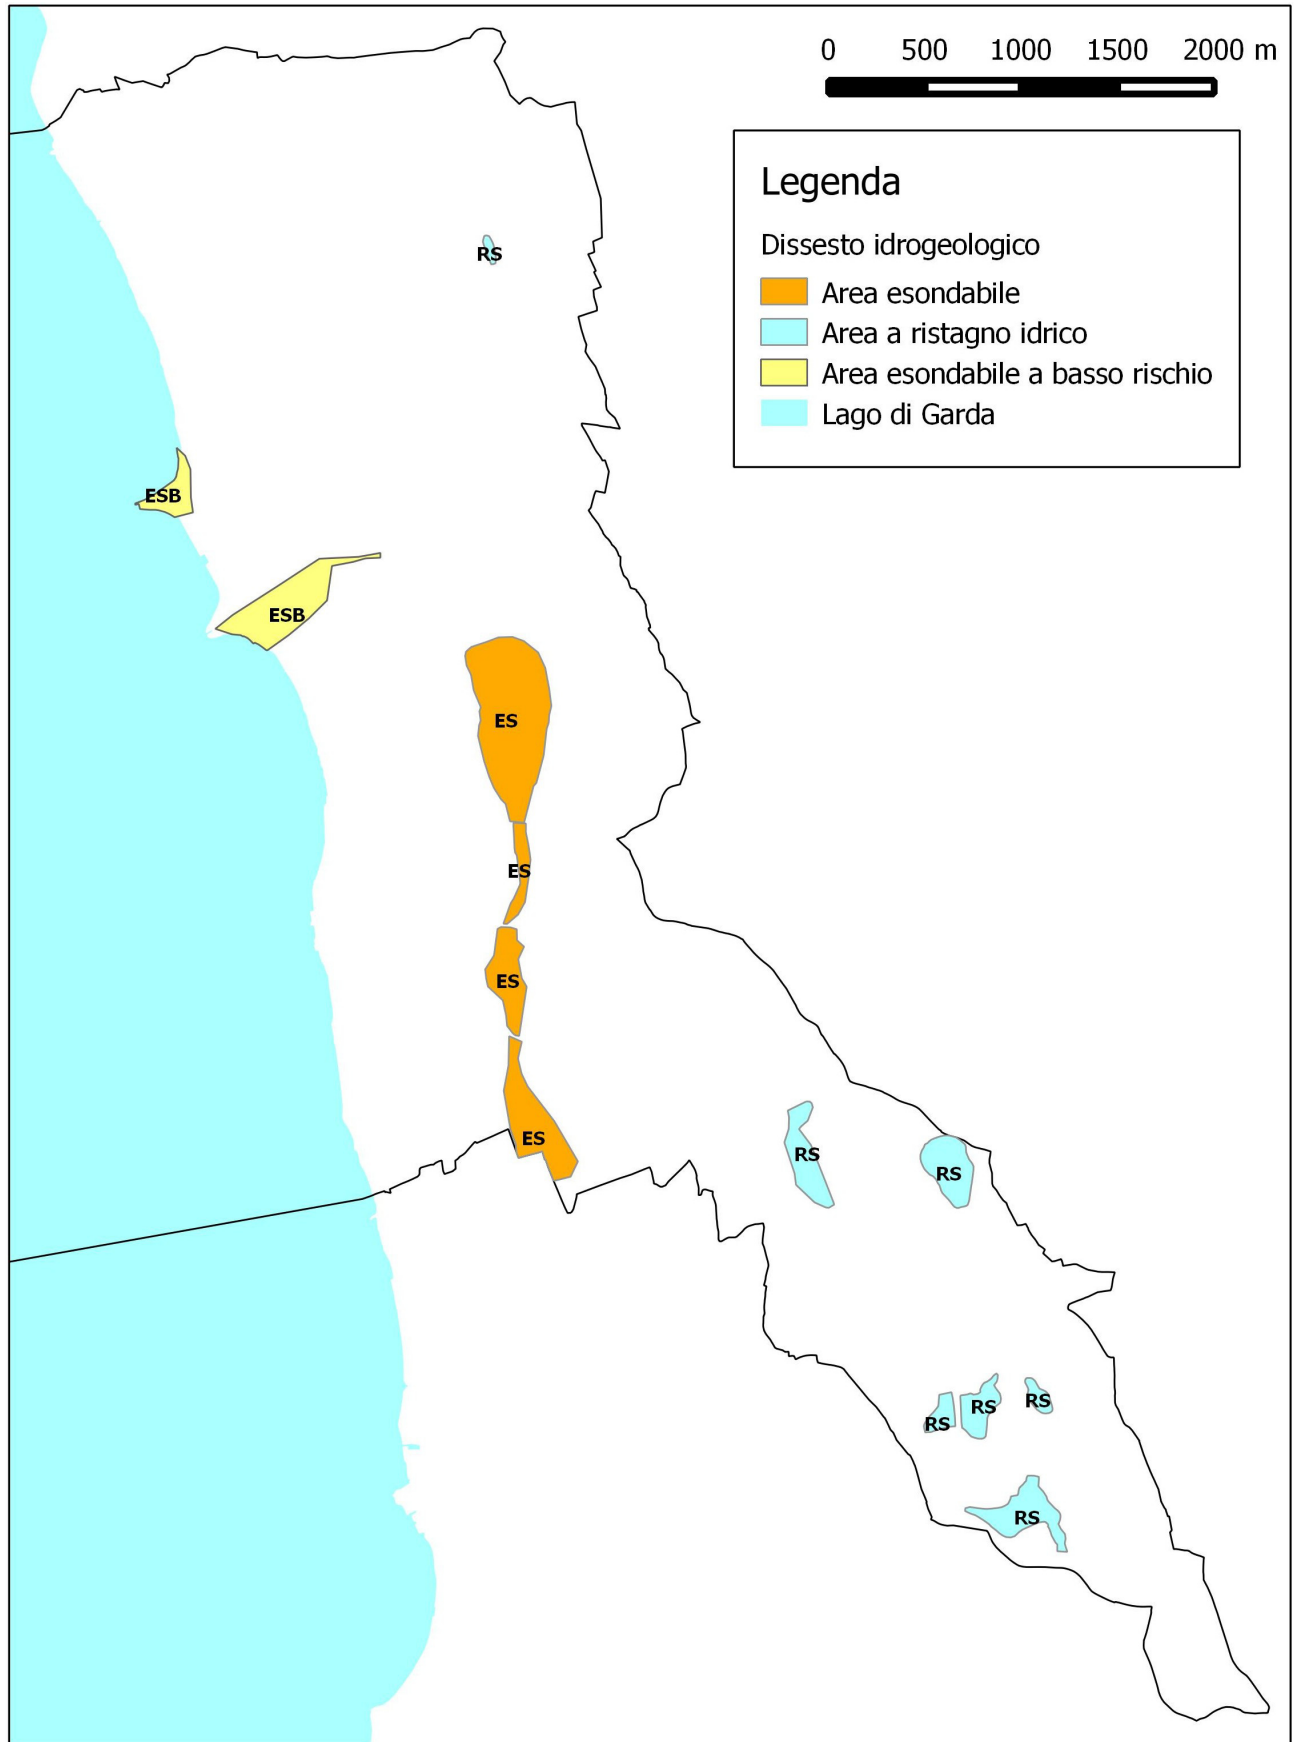 0 500 1000 1500 2000 m
Legenda
Dissesto idrogeologico
Area esondabile
Area a ristagno idrico
Area esondabile a basso rischio
Lago di Garda
RS
ESB
ESB
ES
ES
ES
ES
RS
RS
RS
RS
RS
RS